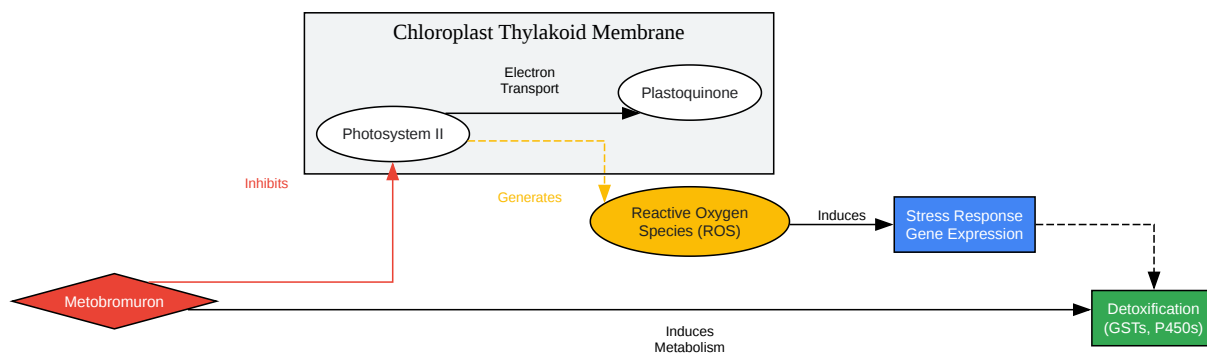 Chloroplast Thylakoid Membrane
Electron
Transport
Plastoquinone
Photosystem II
Inhibits
Generates
Reactive Oxygen
Species (ROS)
Induces
Stress Response
Gene Expression
Metobromuron
Induces
Metabolism
Detoxification
(GSTs, P450s)